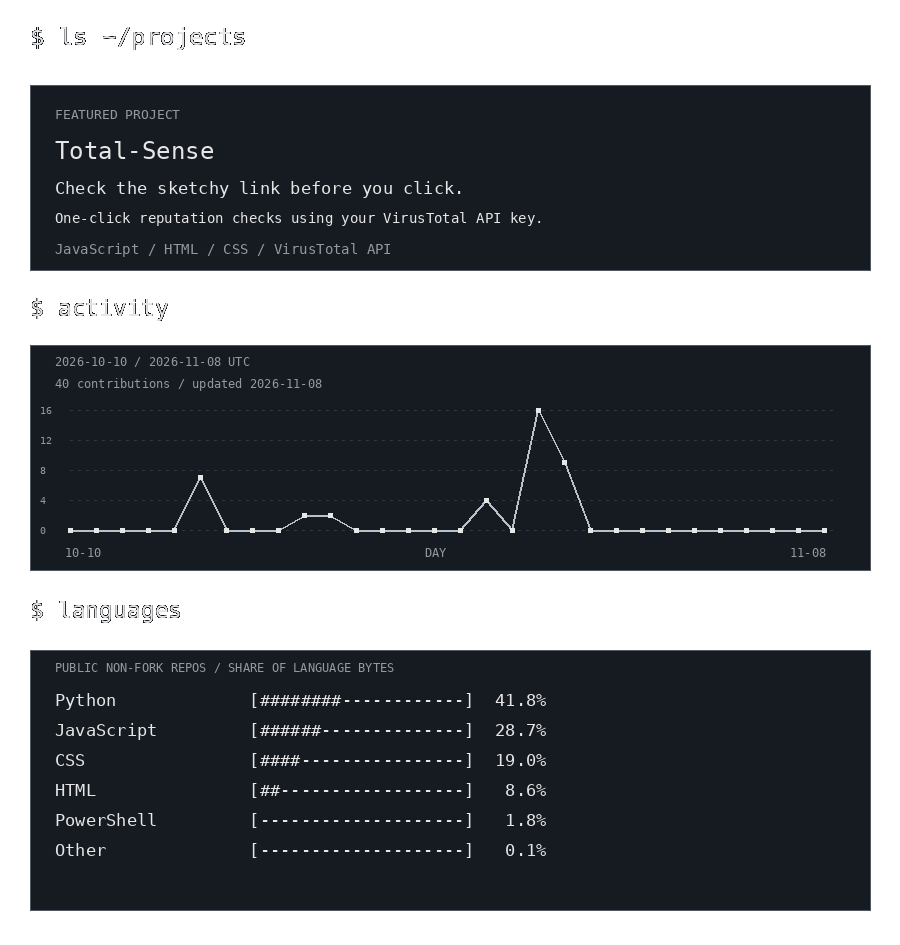 $ ls ~/projects
FEATURED PROJECT
Total-Sense
Check the sketchy link before you click.
One-click reputation checks using your VirusTotal API key.
JavaScript / HTML / CSS / VirusTotal API
$ activity
2026-10-10 / 2026-11-08 UTC
40 contributions / updated 2026-11-08
16
12
8
4
0
10-10 DAY 11-08
$ languages
PUBLIC NON-FORK REPOS / SHARE OF LANGUAGE BYTES
Python [########------------] 41.8%
JavaScript [######--------------] 28.7%
CSS [####----------------] 19.0%
HTML [##------------------] 8.6%
PowerShell [--------------------] 1.8%
Other [--------------------] 0.1%